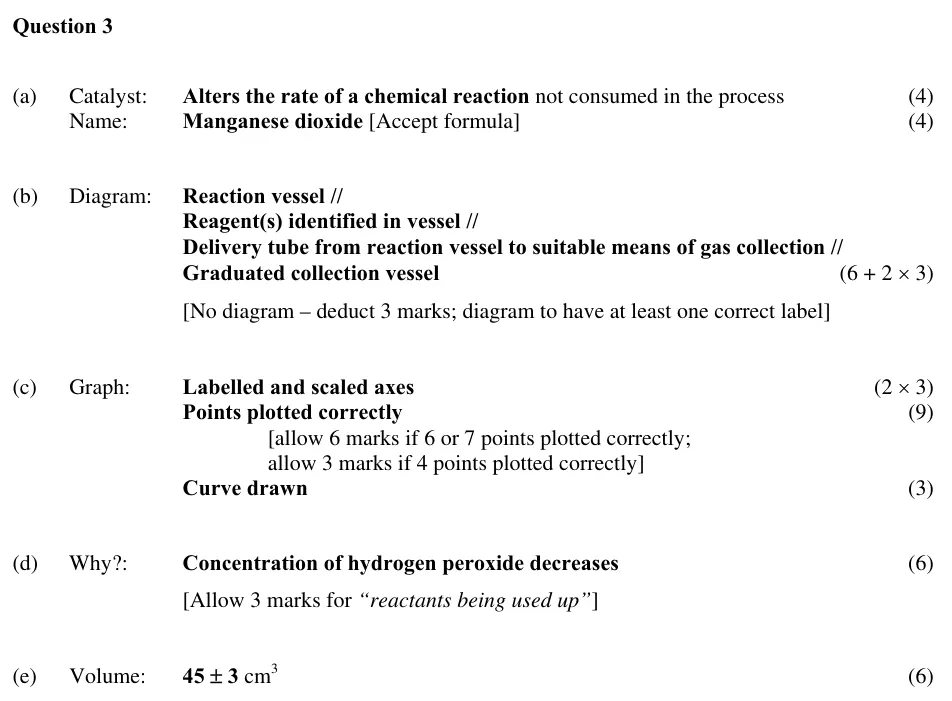 Question 3
(a) Catalyst: Alters the rate of a chemical reaction not consumed in the process (4)
Name: Manganese dioxide [Accept formula] (4)
(b) Diagram: Reaction vessel //
Reagent(s) identified in vessel //
Delivery tube from reaction vessel to suitable means of gas collection //
Graduated collection vessel (6 + 2 × 3)
[No diagram – deduct 3 marks; diagram to have at least one correct label]
(c) Graph: Labelled and scaled axes (2 × 3)
Points plotted correctly (9)
[allow 6 marks if 6 or 7 points plotted correctly;
allow 3 marks if 4 points plotted correctly]
Curve drawn (3)
(d) Why?: Concentration of hydrogen peroxide decreases (6)
[Allow 3 marks for “reactants being used up”]
(e) Volume: 45 ± 3 cm³ (6)